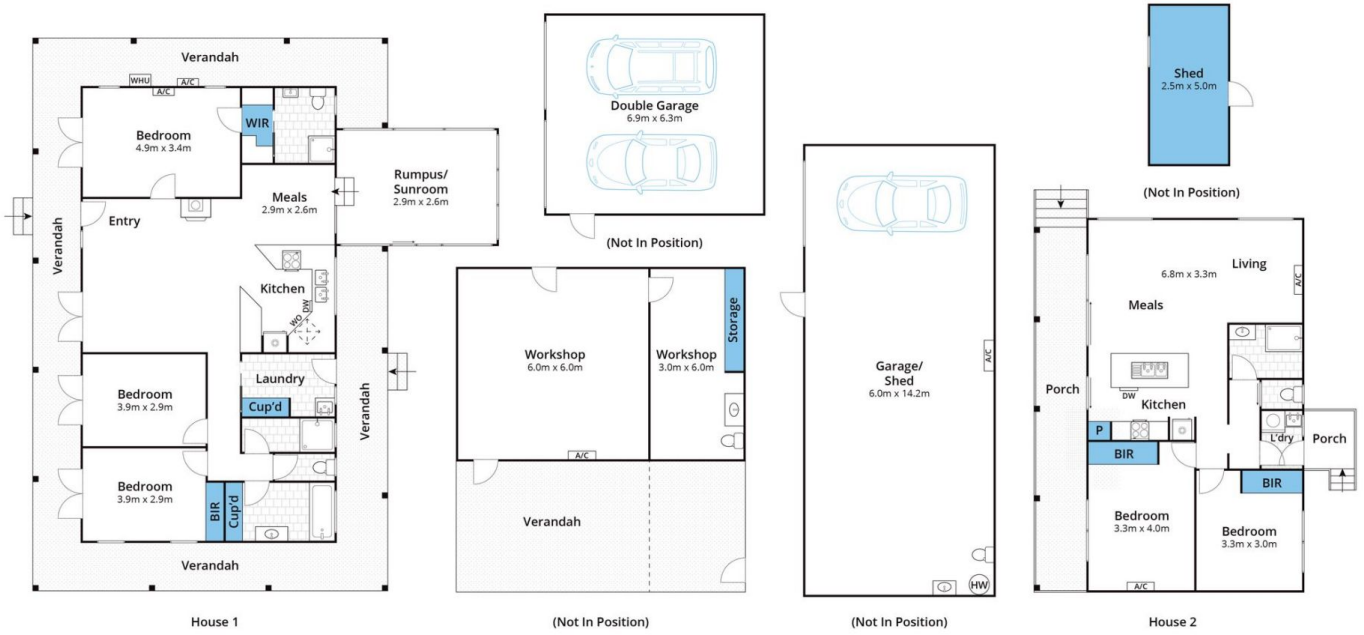 Verandah
WHU
A/C
A/C
Bedroom
4.9m x 3.4m
WIR
Verandah
Entry
Meals
2.9m x 2.6m
Rumpus/
Sunroom
2.9m x 2.6m
Kitchen
DW
WO
Bedroom
3.9m x 2.9m
Laundry
Cup'd
Verandah
Bedroom
3.9m x 2.9m
BIR
Cup'd
Verandah
House 1
Double Garage
6.9m x 6.3m
(Not In Position)
Workshop
6.0m x 6.0m
A/C
Workshop
3.0m x 6.0m
Storage
Verandah
(Not In Position)
A/C
Garage/
Shed
6.0m x 14.2m
HW
(Not In Position)
Shed
2.5m x 5.0m
(Not In Position)
Living
6.8m x 3.3m
A/C
Meals
Porch
DW
Kitchen
P
BIR
L'dry
Porch
BIR
Bedroom
3.3m x 4.0m
Bedroom
3.3m x 3.0m
A/C
House 2